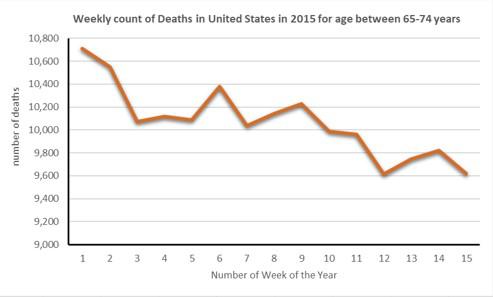 Weekly count of Deaths in United States in 2015 for age between 65-74 years
number of deaths
10,800
10,600
10,400
10,200
10,000
9,800
9,600
9,400
9,200
9,000
1 2 3 4 5 6 7 8 9 10 11 12 13 14 15
Number of Week of the Year